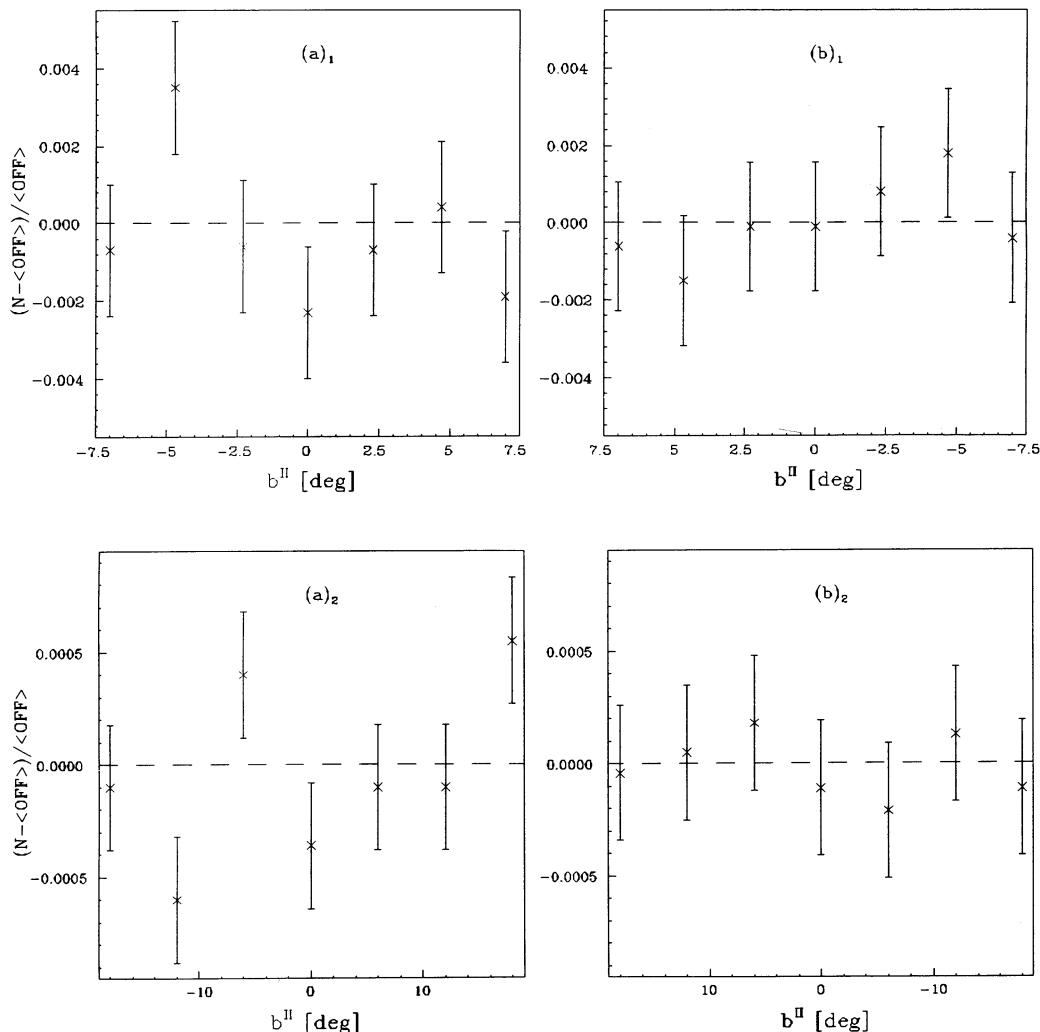 (a)₁
0.004
0.002
0.000
−0.002
−0.004
(N−<OFF>)/<OFF>
−7.5 −5 −2.5 0 2.5 5 7.5
b^II [deg]
(b)₁
0.004
0.002
0.000
−0.002
−0.004
7.5 5 2.5 0 −2.5 −5 −7.5
b^II [deg]
(a)₂
0.0005
0.0000
−0.0005
(N−<OFF>)/<OFF>
−10 0 10
b^II [deg]
(b)₂
0.0005
0.0000
−0.0005
10 0 −10
b^II [deg]